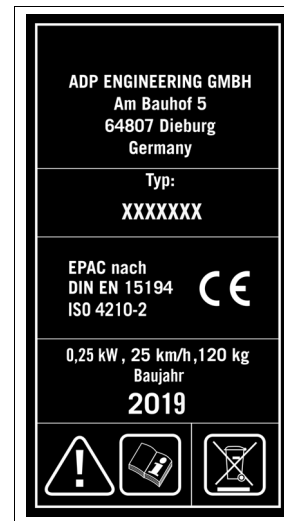 ADP ENGINEERING GMBH
Am Bauhof 5
64807 Dieburg
Germany
Typ:
XXXXXXX
EPAC nach
DIN EN 15194
ISO 4210-2
CE
0,25 kW , 25 km/h,120 kg
Baujahr
2019